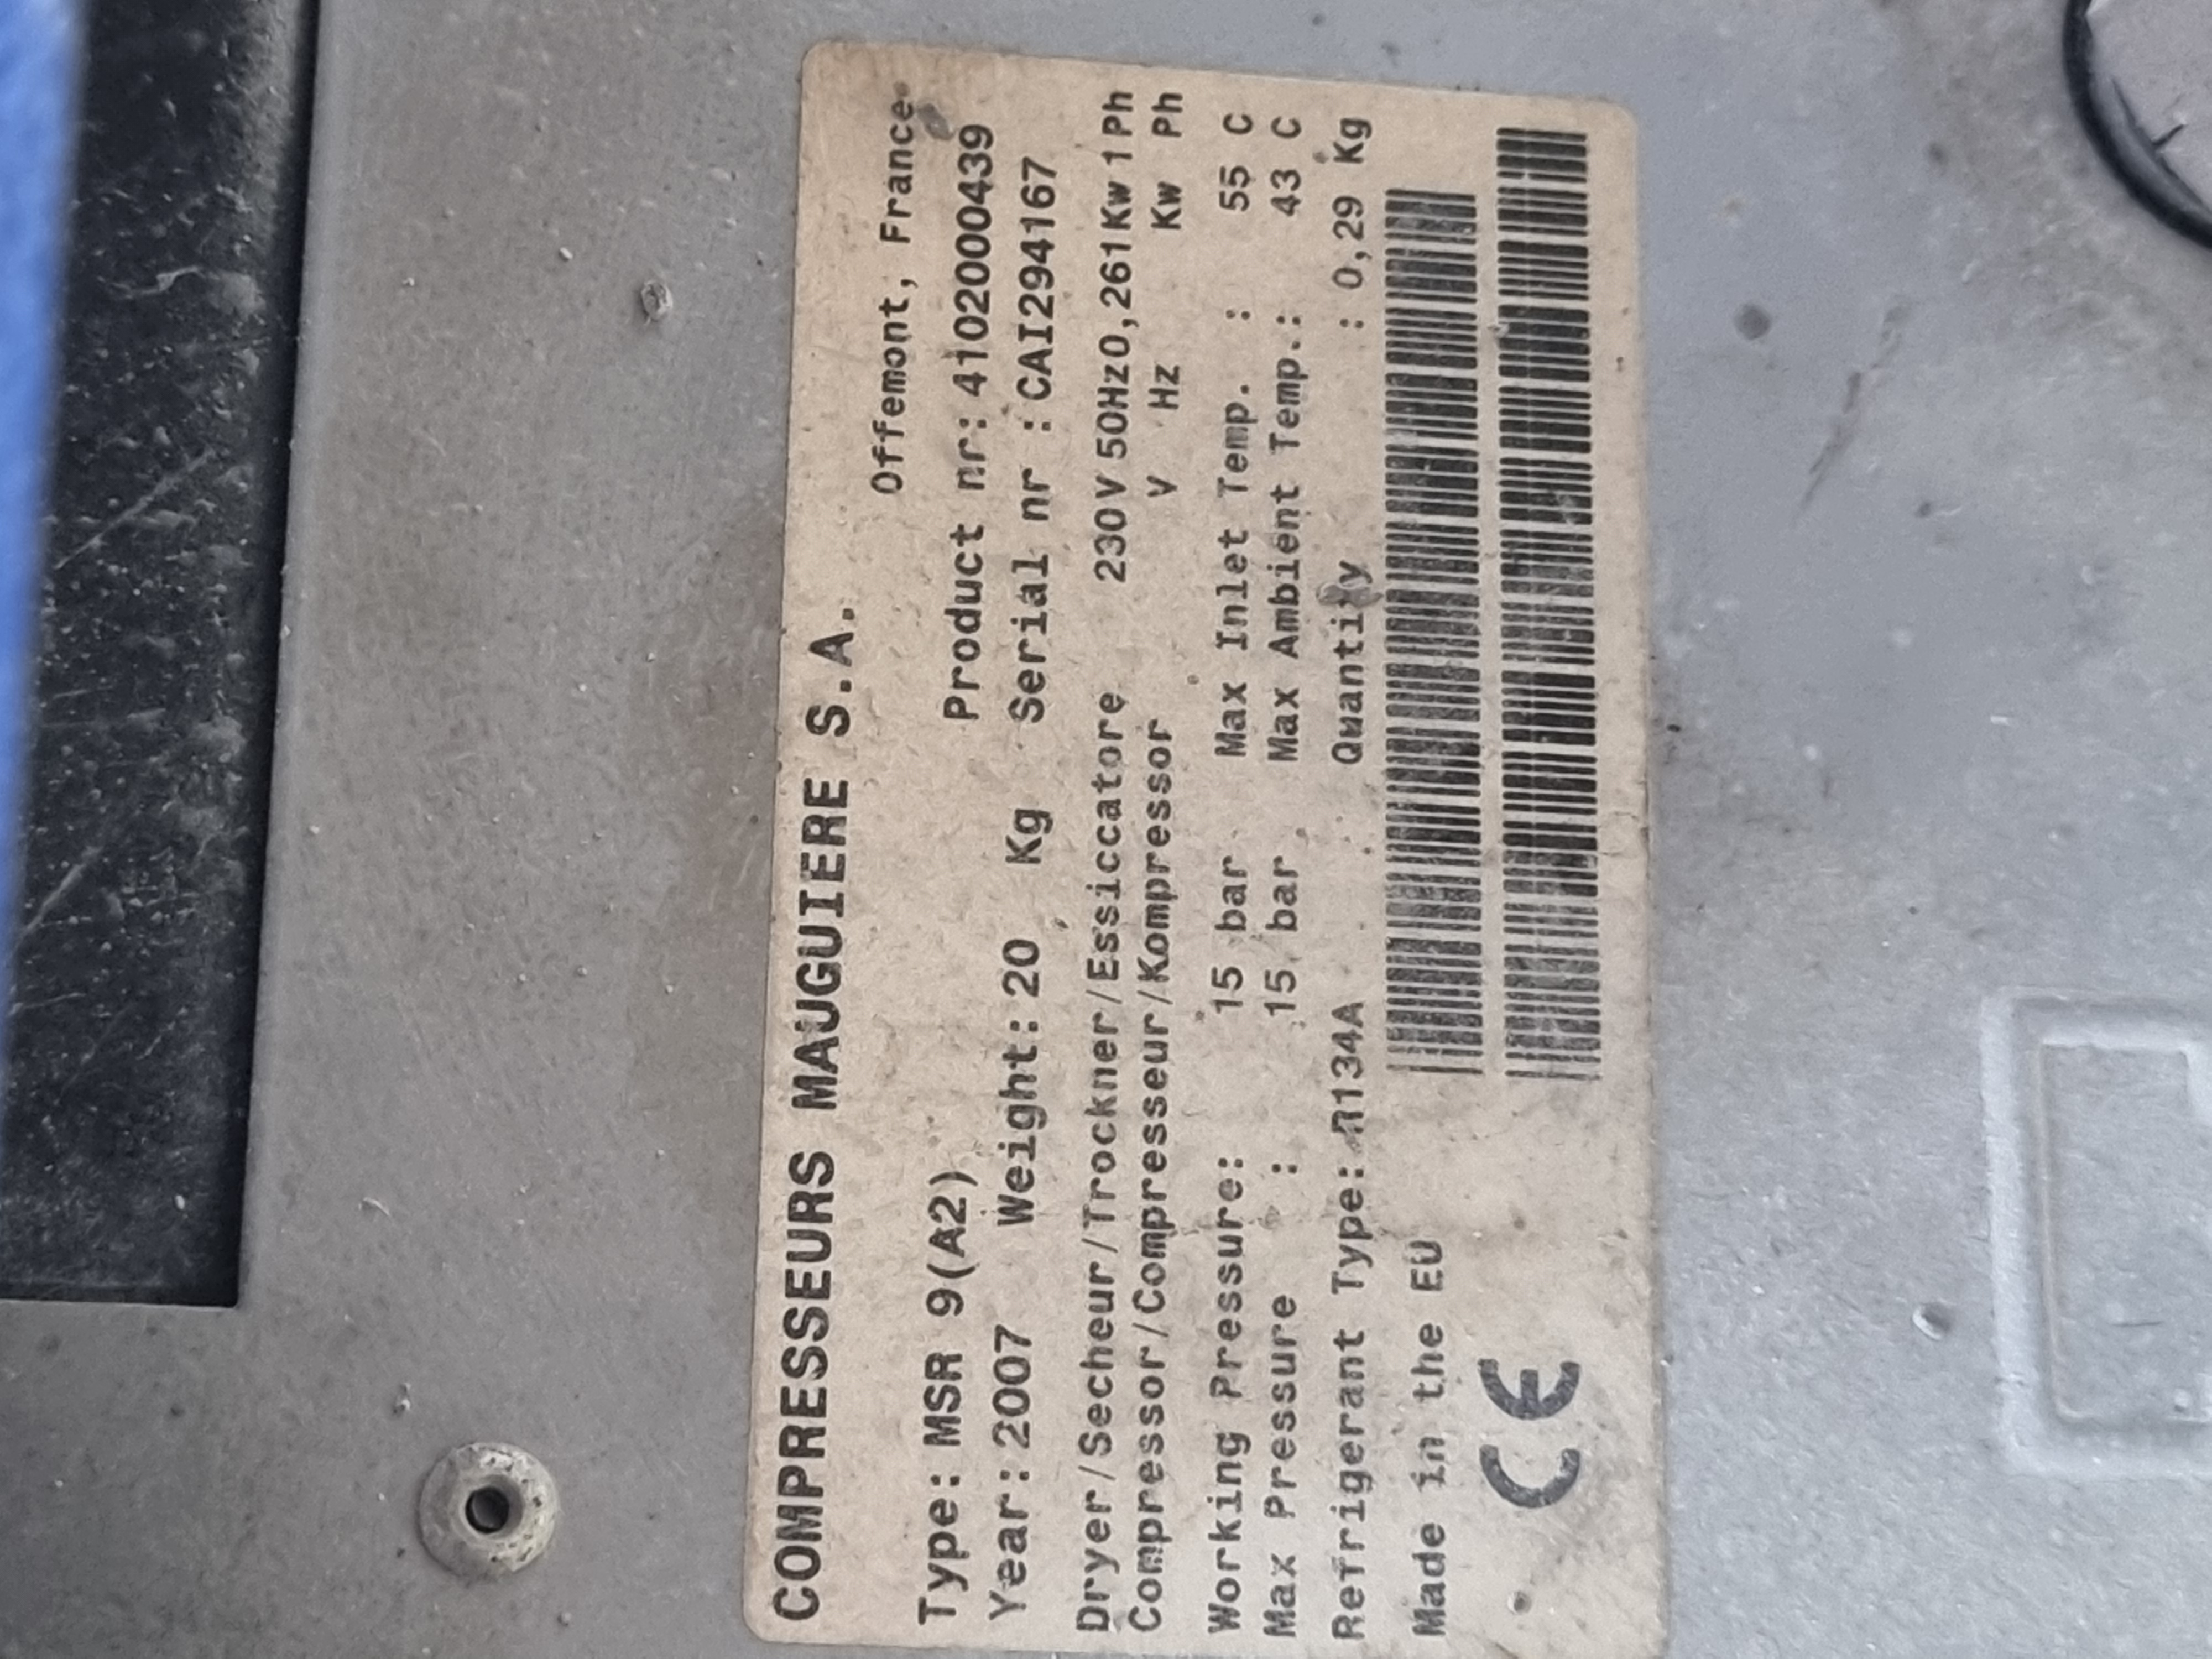 COMPRESSEURS MAUGUIERE S.A.
Offemont, France
Type: MSR 9(A2) Product nr: 4102000439
Year: 2007 Weight: 20 Kg Serial nr : CAI294167
Dryer/Secheur/Trockner/Essiccatore 230V 50Hz0,261Kw 1Ph
Compressor/Compresseur/Kompressor V Hz Kw Ph
Working Pressure: 15 bar Max Inlet Temp. : 55 C
Max Pressure : 15 bar Max Ambient Temp.: 43 C
Refrigerant Type: R134A Quantity : 0,29 Kg
Made in the EU
CE